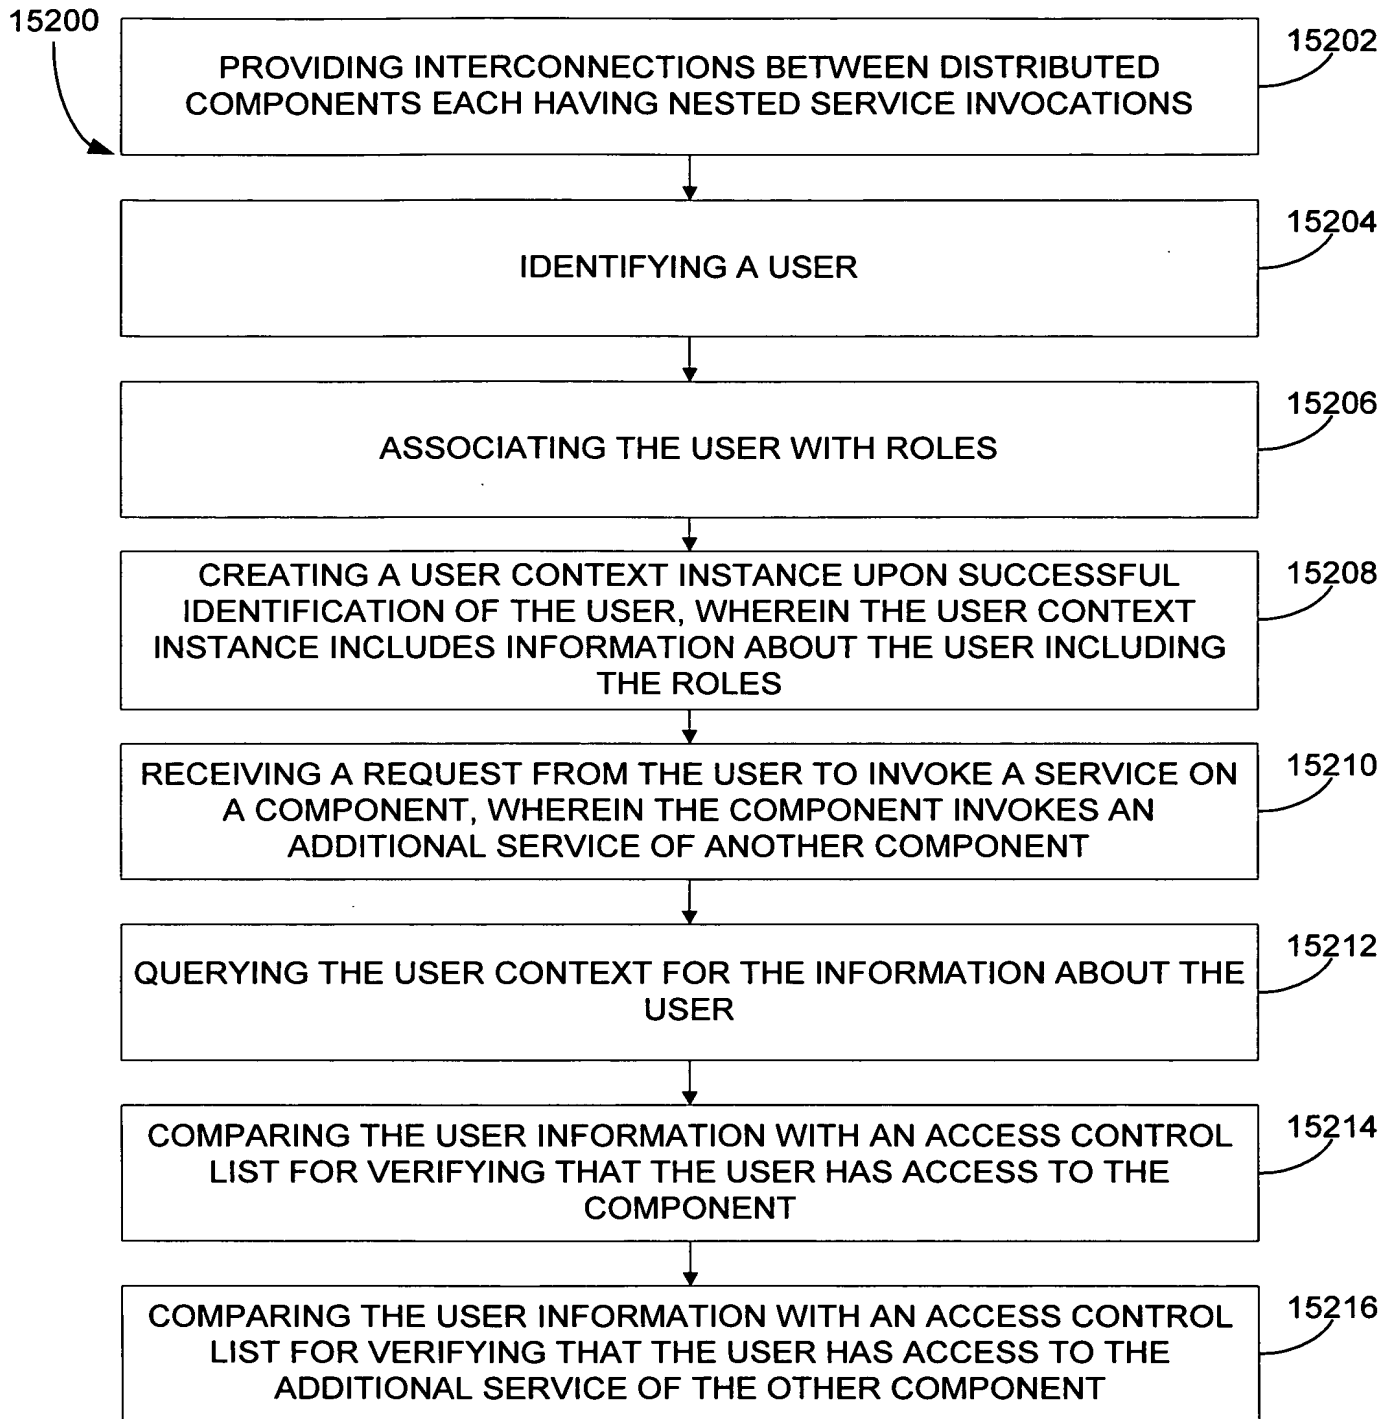 15200
15202
PROVIDING INTERCONNECTIONS BETWEEN DISTRIBUTED
COMPONENTS EACH HAVING NESTED SERVICE INVOCATIONS
15204
IDENTIFYING A USER
15206
ASSOCIATING THE USER WITH ROLES
15208
CREATING A USER CONTEXT INSTANCE UPON SUCCESSFUL
IDENTIFICATION OF THE USER, WHEREIN THE USER CONTEXT
INSTANCE INCLUDES INFORMATION ABOUT THE USER INCLUDING
THE ROLES
15210
RECEIVING A REQUEST FROM THE USER TO INVOKE A SERVICE ON
A COMPONENT, WHEREIN THE COMPONENT INVOKES AN
ADDITIONAL SERVICE OF ANOTHER COMPONENT
15212
QUERYING THE USER CONTEXT FOR THE INFORMATION ABOUT THE
USER
15214
COMPARING THE USER INFORMATION WITH AN ACCESS CONTROL
LIST FOR VERIFYING THAT THE USER HAS ACCESS TO THE
COMPONENT
15216
COMPARING THE USER INFORMATION WITH AN ACCESS CONTROL
LIST FOR VERIFYING THAT THE USER HAS ACCESS TO THE
ADDITIONAL SERVICE OF THE OTHER COMPONENT